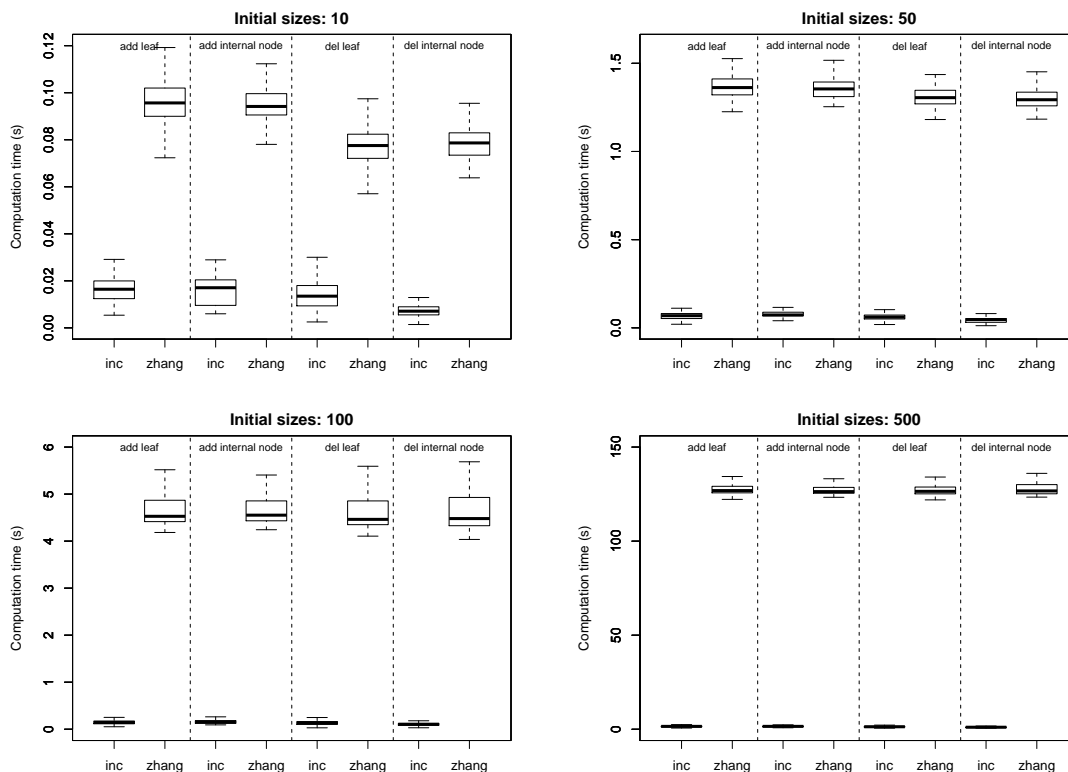 Initial sizes: 10
add leaf add internal node del leaf del internal node
Computation time (s)
0.12
0.10
0.08
0.06
0.04
0.02
0.00
inc zhang inc zhang inc zhang inc zhang
Initial sizes: 50
add leaf add internal node del leaf del internal node
Computation time (s)
1.5
1.0
0.5
0.0
inc zhang inc zhang inc zhang inc zhang
Initial sizes: 100
add leaf add internal node del leaf del internal node
Computation time (s)
6
5
4
3
2
1
0
inc zhang inc zhang inc zhang inc zhang
Initial sizes: 500
add leaf add internal node del leaf del internal node
Computation time (s)
150
100
50
0
inc zhang inc zhang inc zhang inc zhang